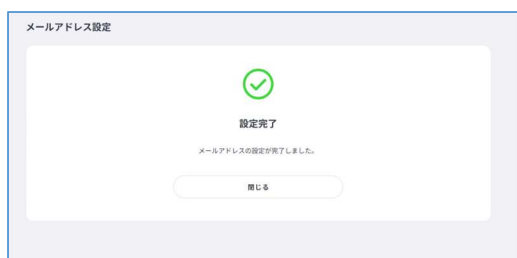 メールアドレス設定
設定完了
メールアドレスの設定が完了しました。
閉じる